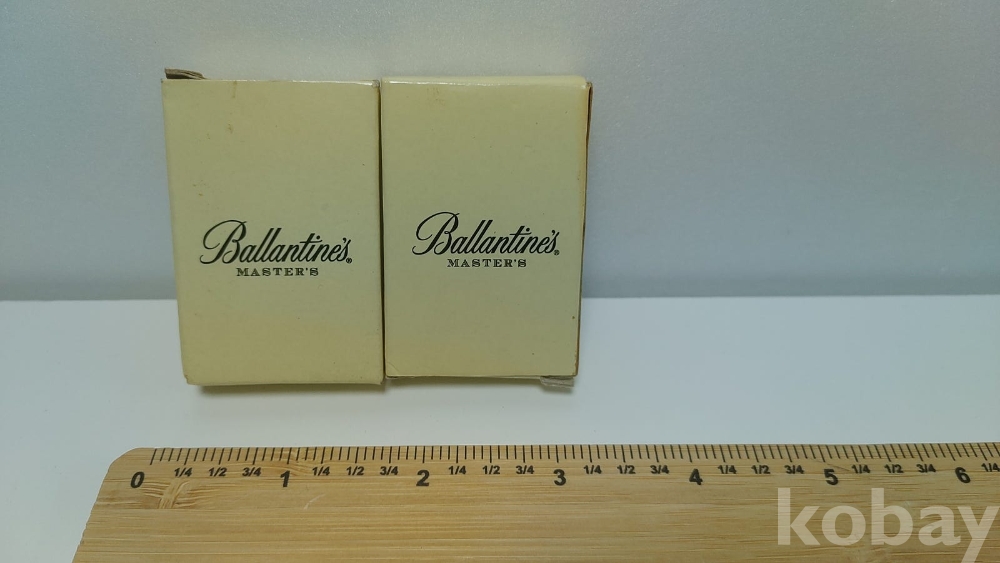 Ballantine's®
MASTER'S
Ballantine's®
MASTER'S
0 1/4 1/2 3/4 1 1/4 1/2 3/4 2 1/4 1/2 3/4 3 1/4 1/2 3/4 4 1/4 1/2 3/4 5 1/4 1/2 3/4 6 1/4
kobay